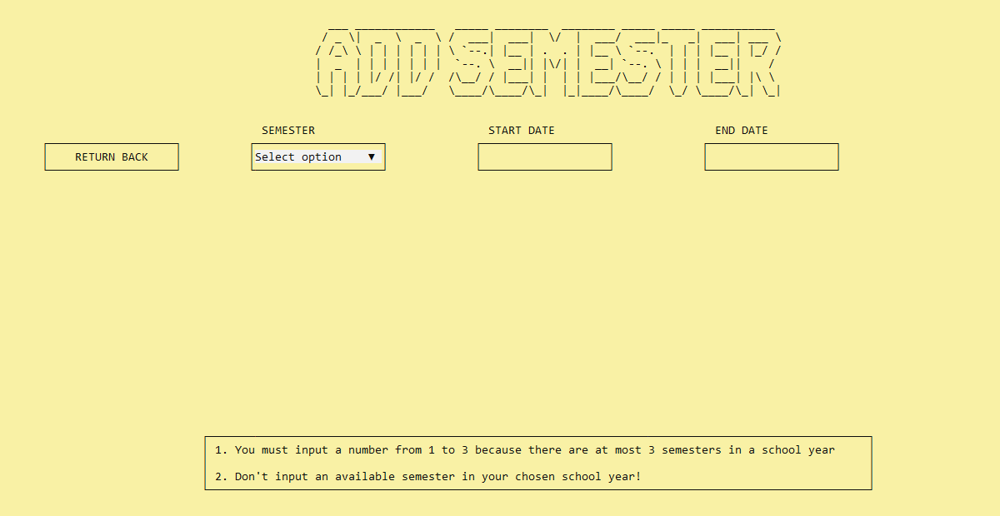 ADD SEMESTER
SEMESTER START DATE END DATE
RETURN BACK Select option ▼
1. You must input a number from 1 to 3 because there are at most 3 semesters in a school year
2. Don't input an available semester in your chosen school year!